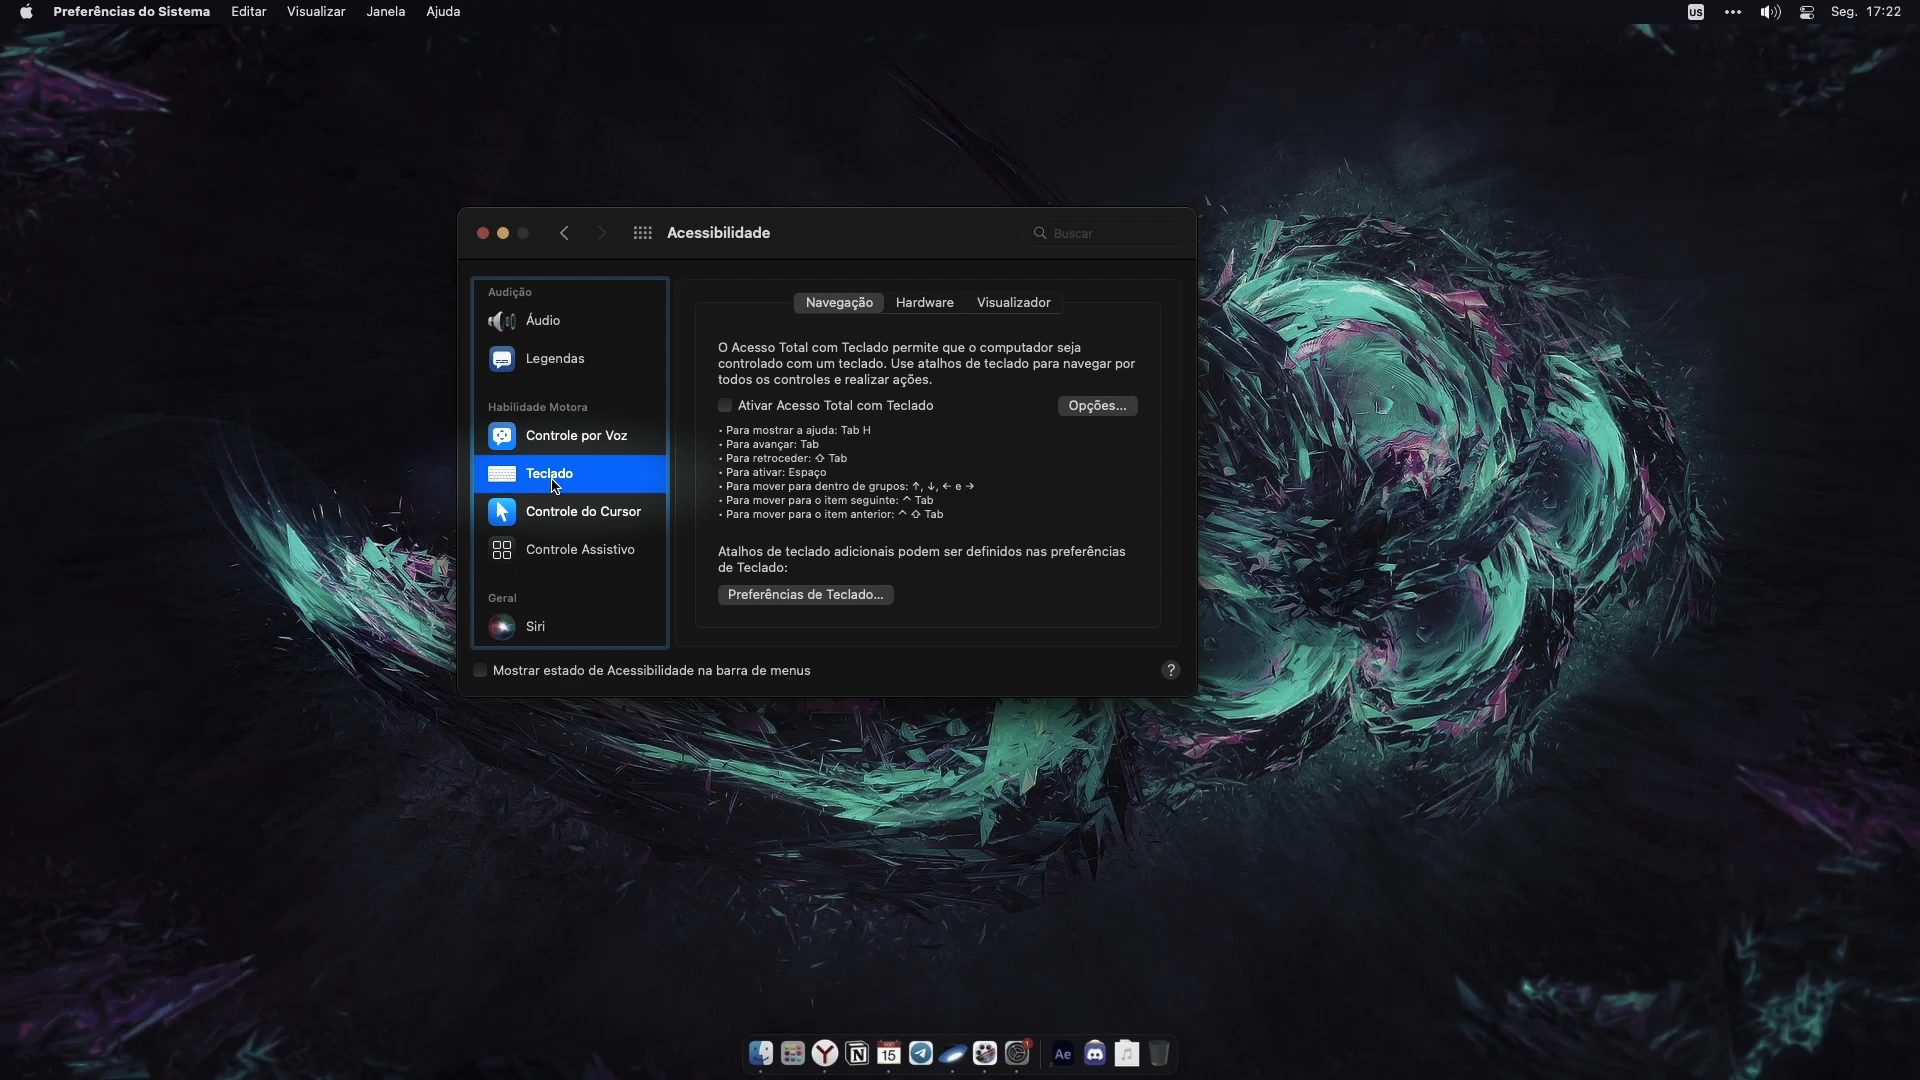 Preferências do Sistema Editar Visualizar Janela Ajuda
US ••• Seg. 17:22
Acessibilidade
Buscar
Audição
Áudio
Legendas
Habilidade Motora
Controle por Voz
Teclado
Controle do Cursor
Controle Assistivo
Geral
Siri
Navegação Hardware Visualizador
O Acesso Total com Teclado permite que o computador seja
controlado com um teclado. Use atalhos de teclado para navegar por
todos os controles e realizar ações.
Ativar Acesso Total com Teclado
Opções...
• Para mostrar a ajuda: Tab H
• Para avançar: Tab
• Para retroceder: ⇧ Tab
• Para ativar: Espaço
• Para mover para dentro de grupos: ↑, ↓, ← e →
• Para mover para o item seguinte: ^ Tab
• Para mover para o item anterior: ^ ⇧ Tab
Atalhos de teclado adicionais podem ser definidos nas preferências
de Teclado:
Preferências de Teclado...
Mostrar estado de Acessibilidade na barra de menus
?
15
1
Ae